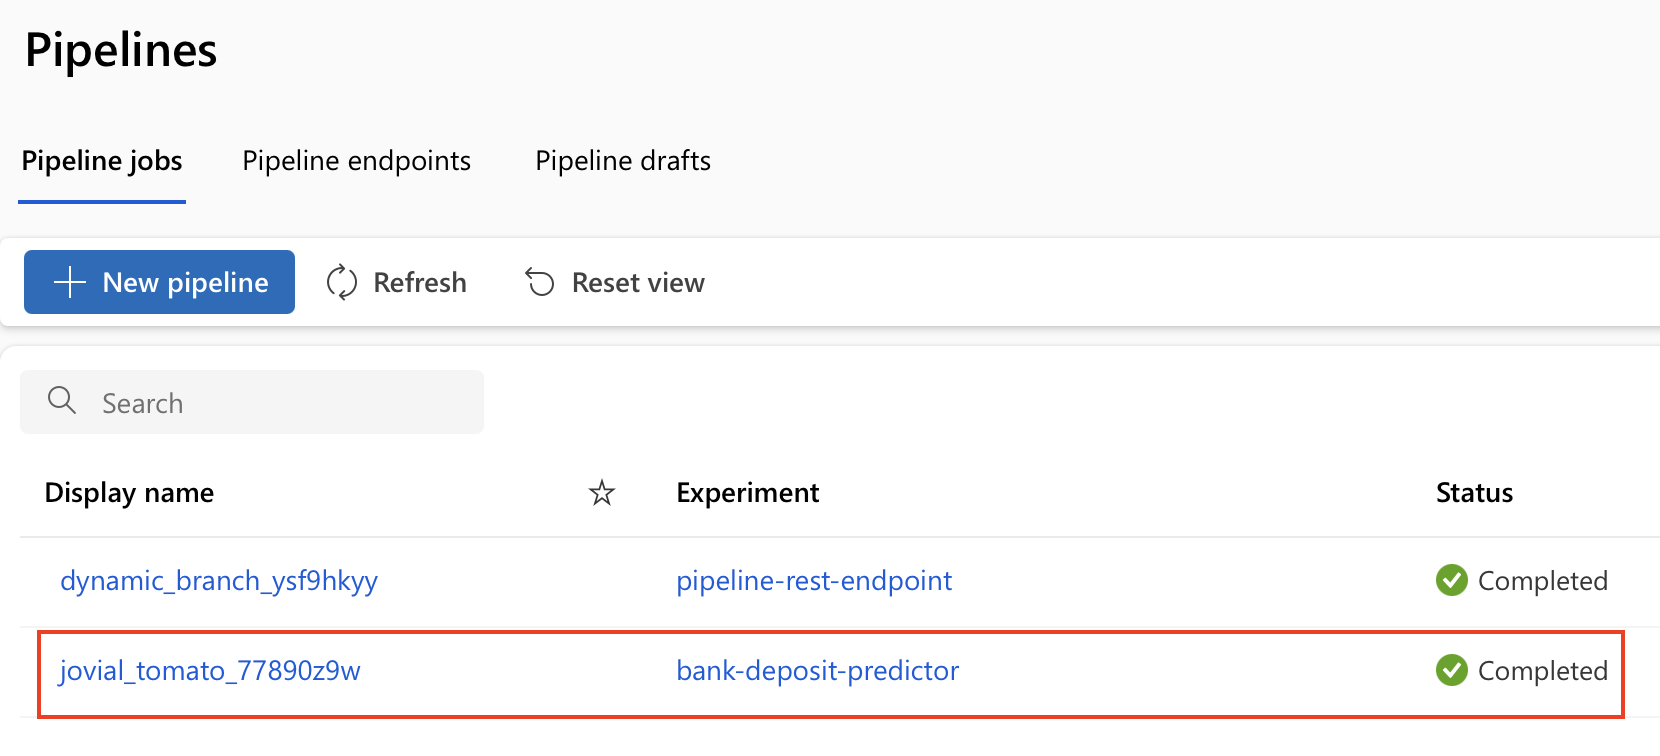 Pipelines
Pipeline jobs Pipeline endpoints Pipeline drafts
New pipeline Refresh Reset view
Search
Display name Experiment Status
dynamic_branch_ysf9hkyy pipeline-rest-endpoint Completed
jovial_tomato_77890z9w bank-deposit-predictor Completed